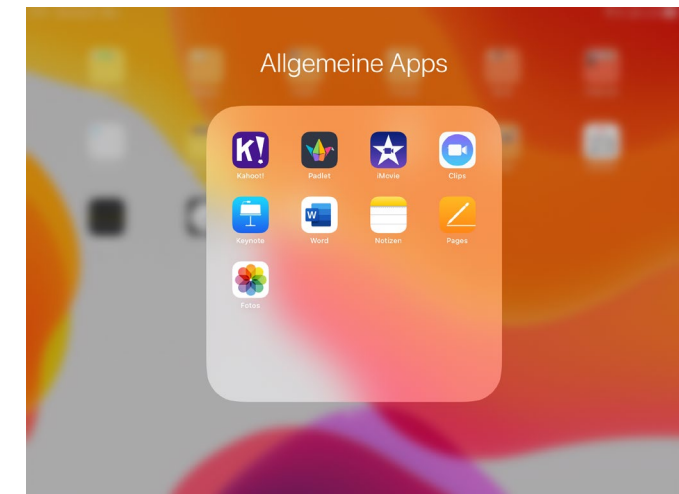 Allgemeine Apps
K!
Kahoot!
Padlet
iMovie
Clips
Keynote
W
Word
Notizen
Pages
Fotos